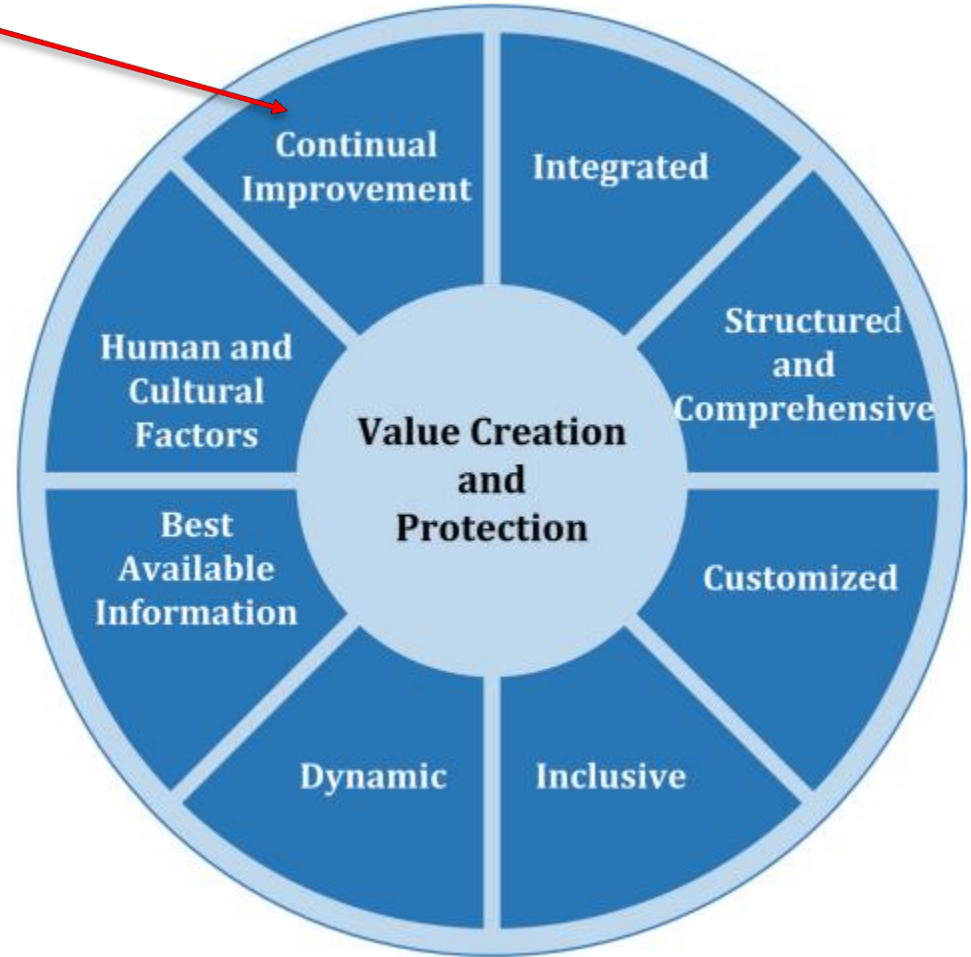 Continual
Improvement
Integrated
Structured
and
Comprehensive
Customized
Inclusive
Dynamic
Best
Available
Information
Human and
Cultural
Factors
Value Creation
and
Protection